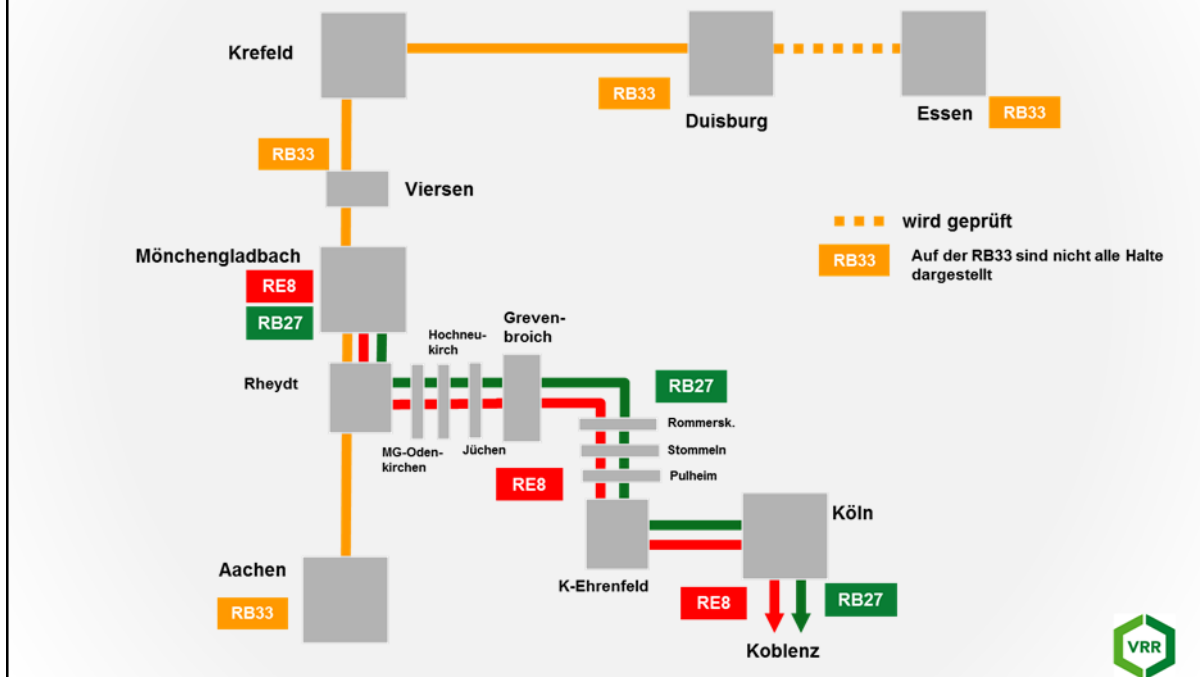 Krefeld
RB33
Duisburg
Essen
RB33
RB33
Viersen
wird geprüft
RB33
Auf der RB33 sind nicht alle Halte
dargestellt
Mönchengladbach
RE8
RB27
Hochneu-
kirch
Greven-
broich
Rheydt
RB27
MG-Oden-
kirchen
Jüchen
Rommersk.
Stommeln
Pulheim
RE8
Köln
K-Ehrenfeld
Aachen
RB33
RE8
RB27
Koblenz
VRR